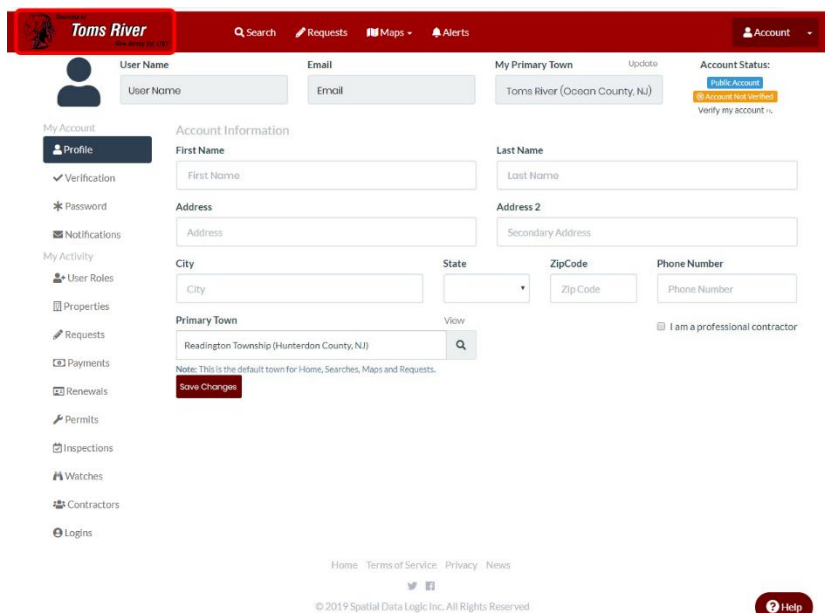 Toms River
Search Requests Maps Alerts Account
User Name Email My Primary Town Update Account Status:
User Name Email Toms River (Ocean County, NJ) Public Account
Account Not Verified
Verify my account
My Account Account Information
Profile First Name Last Name
First Name Last Name
Verification
Password Address Address 2
Notifications Address Secondary Address
My Activity City State ZipCode Phone Number
User Roles
City Zip Code Phone Number
Properties
Primary Town View
Requests I am a professional contractor
Readington Township (Hunterdon County, NJ)
Payments
Note: This is the default town for Home, Searches, Maps and Requests.
Renewals Save Changes
Permits
Inspections
Watches
Contractors
Logins
Home Terms of Service Privacy News
© 2019 Spatial Data Logic Inc. All Rights Reserved
Help